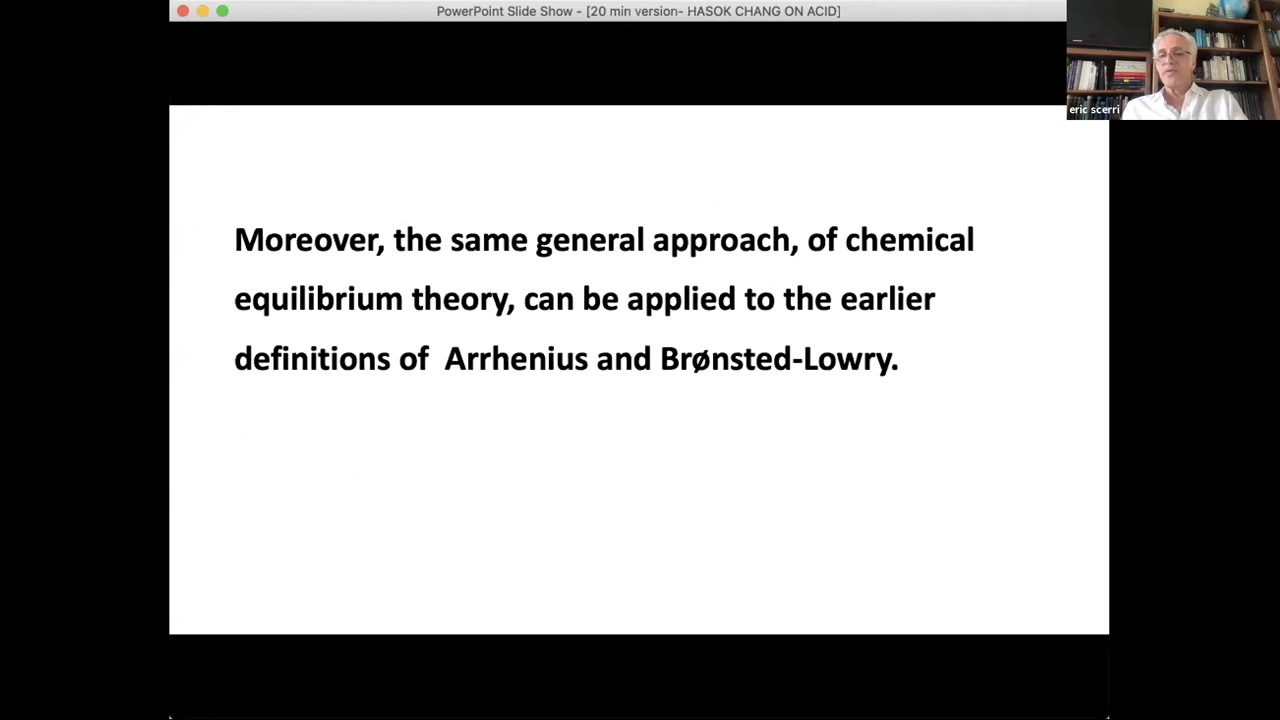 PowerPoint Slide Show - [20 min version- HASOK CHANG ON ACID]
eric scerri
Moreover, the same general approach, of chemical
equilibrium theory, can be applied to the earlier
definitions of  Arrhenius and Brønsted-Lowry.